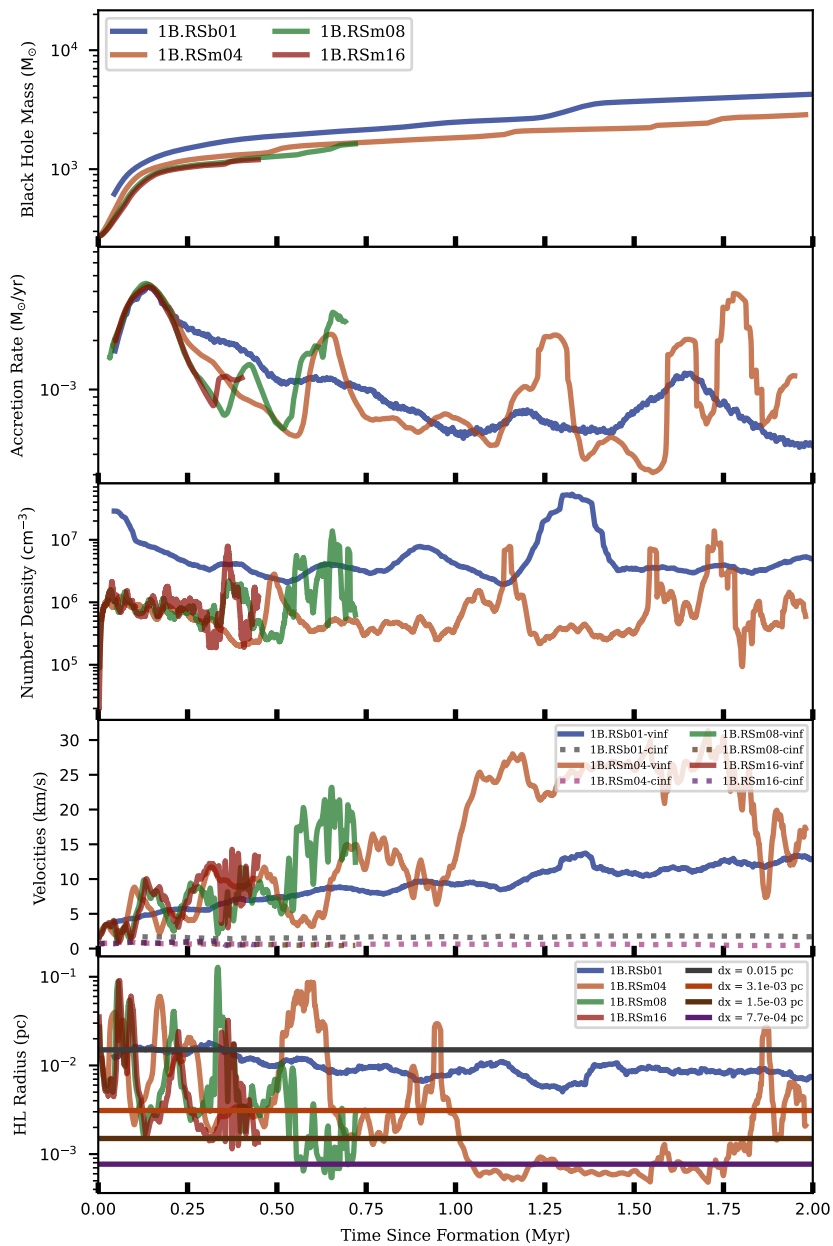 1B.RSb01 1B.RSm08
1B.RSm04 1B.RSm16
Black Hole Mass (M⊙)
10⁴
10³
Accretion Rate (M⊙/yr)
10⁻³
Number Density (cm⁻³)
10⁷
10⁶
10⁵
Velocities (km/s)
30
25
20
15
10
5
0
1B.RSb01-vinf 1B.RSm08-vinf
1B.RSb01-cinf 1B.RSm08-cinf
1B.RSm04-vinf 1B.RSm16-vinf
1B.RSm04-cinf 1B.RSm16-cinf
HL Radius (pc)
10⁻¹
10⁻²
10⁻³
1B.RSb01 dx = 0.015 pc
1B.RSm04 dx = 3.1e-03 pc
1B.RSm08 dx = 1.5e-03 pc
1B.RSm16 dx = 7.7e-04 pc
0.00 0.25 0.50 0.75 1.00 1.25 1.50 1.75 2.00
Time Since Formation (Myr)